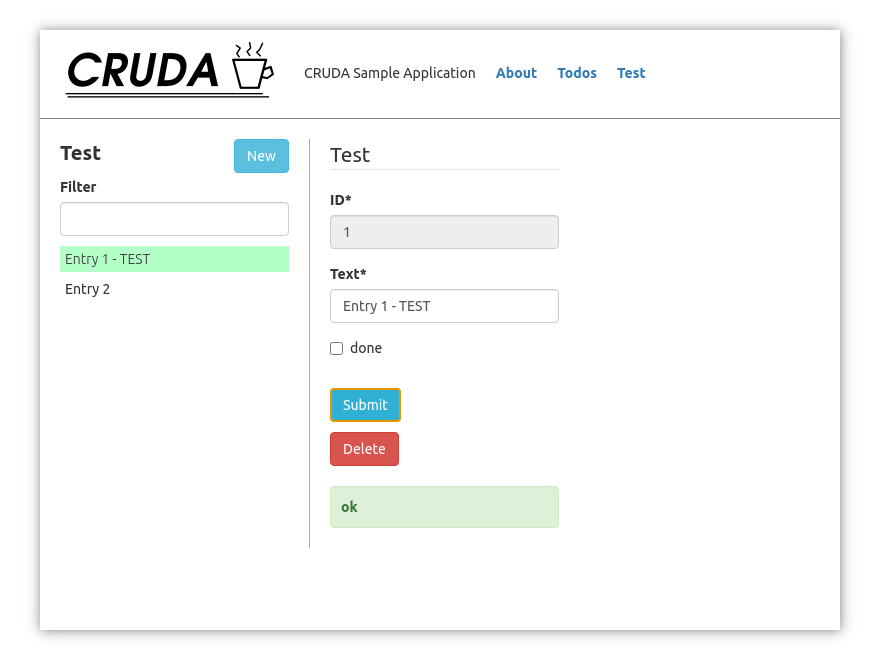 CRUDA
CRUDA Sample Application About Todos Test
Test New
Filter
Entry 1 - TEST
Entry 2
Test
ID*
1
Text*
Entry 1 - TEST
done
Submit
Delete
ok